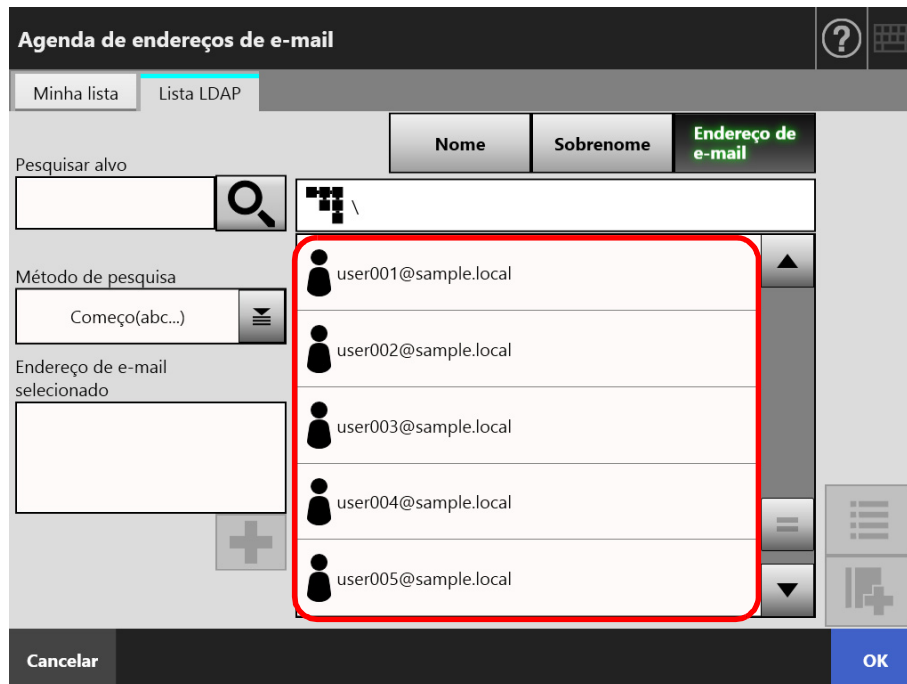 Agenda de endereços de e-mail
?
Minha lista
Lista LDAP
Nome
Sobrenome
Endereço de
e-mail
Pesquisar alvo
\
Método de pesquisa
Começo(abc...)
Endereço de e-mail
selecionado
user001@sample.local
user002@sample.local
user003@sample.local
user004@sample.local
user005@sample.local
Cancelar
OK